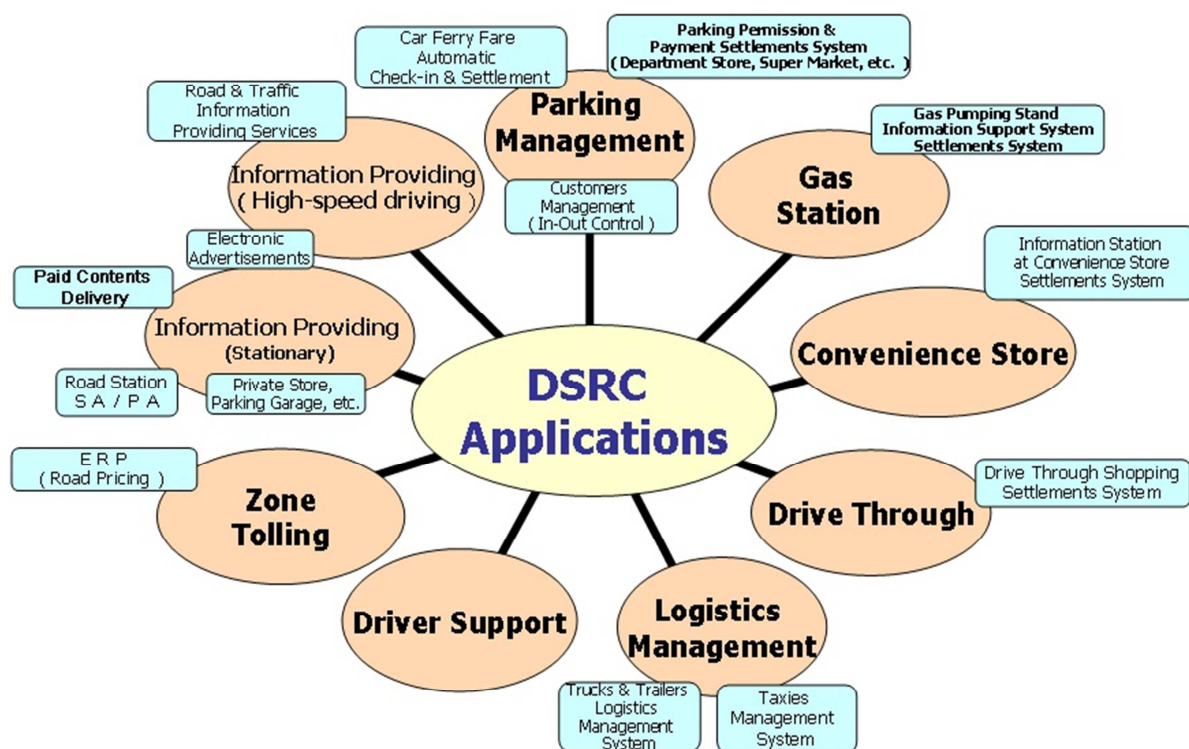 Car Ferry Fare
Automatic
Check-in & Settlement
Parking Permission &
Payment Settlements System
( Department Store, Super Market, etc. )
Parking
Management
Customers
Management
( In-Out Control )
Road & Traffic
Information
Providing Services
Information Providing
( High-speed driving )
Gas Pumping Stand
Information Support System
Settlements System
Gas
Station
Electronic
Advertisements
Paid Contents
Delivery
Information Providing
(Stationary)
Road Station
S A / P A
Private Store,
Parking Garage, etc.
Information Station
at Convenience Store
Settlements System
Convenience Store
DSRC
Applications
E R P
( Road Pricing )
Zone
Tolling
Drive Through Shopping
Settlements System
Drive Through
Driver Support
Logistics
Management
Trucks & Trailers
Logistics
Management
System
Taxies
Management
System